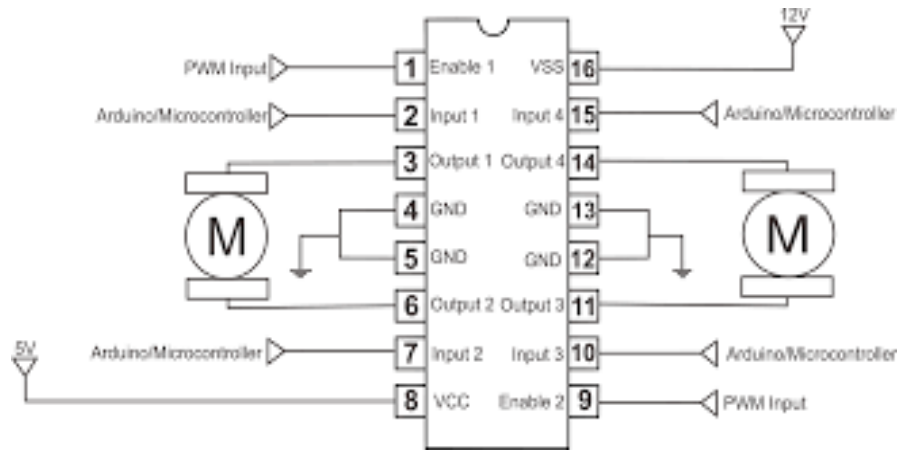 12V
PWM Input 1 Enable 1 VSS 16
Arduino/Microcontroller 2 Input 1 Input 4 15 Arduino/Microcontroller
3 Output 1 Output 4 14
M 4 GND GND 13 M
5 GND GND 12
6 Output 2 Output 3 11
5V Arduino/Microcontroller 7 Input 2 Input 3 10 Arduino/Microcontroller
8 VCC Enable 2 9 PWM Input